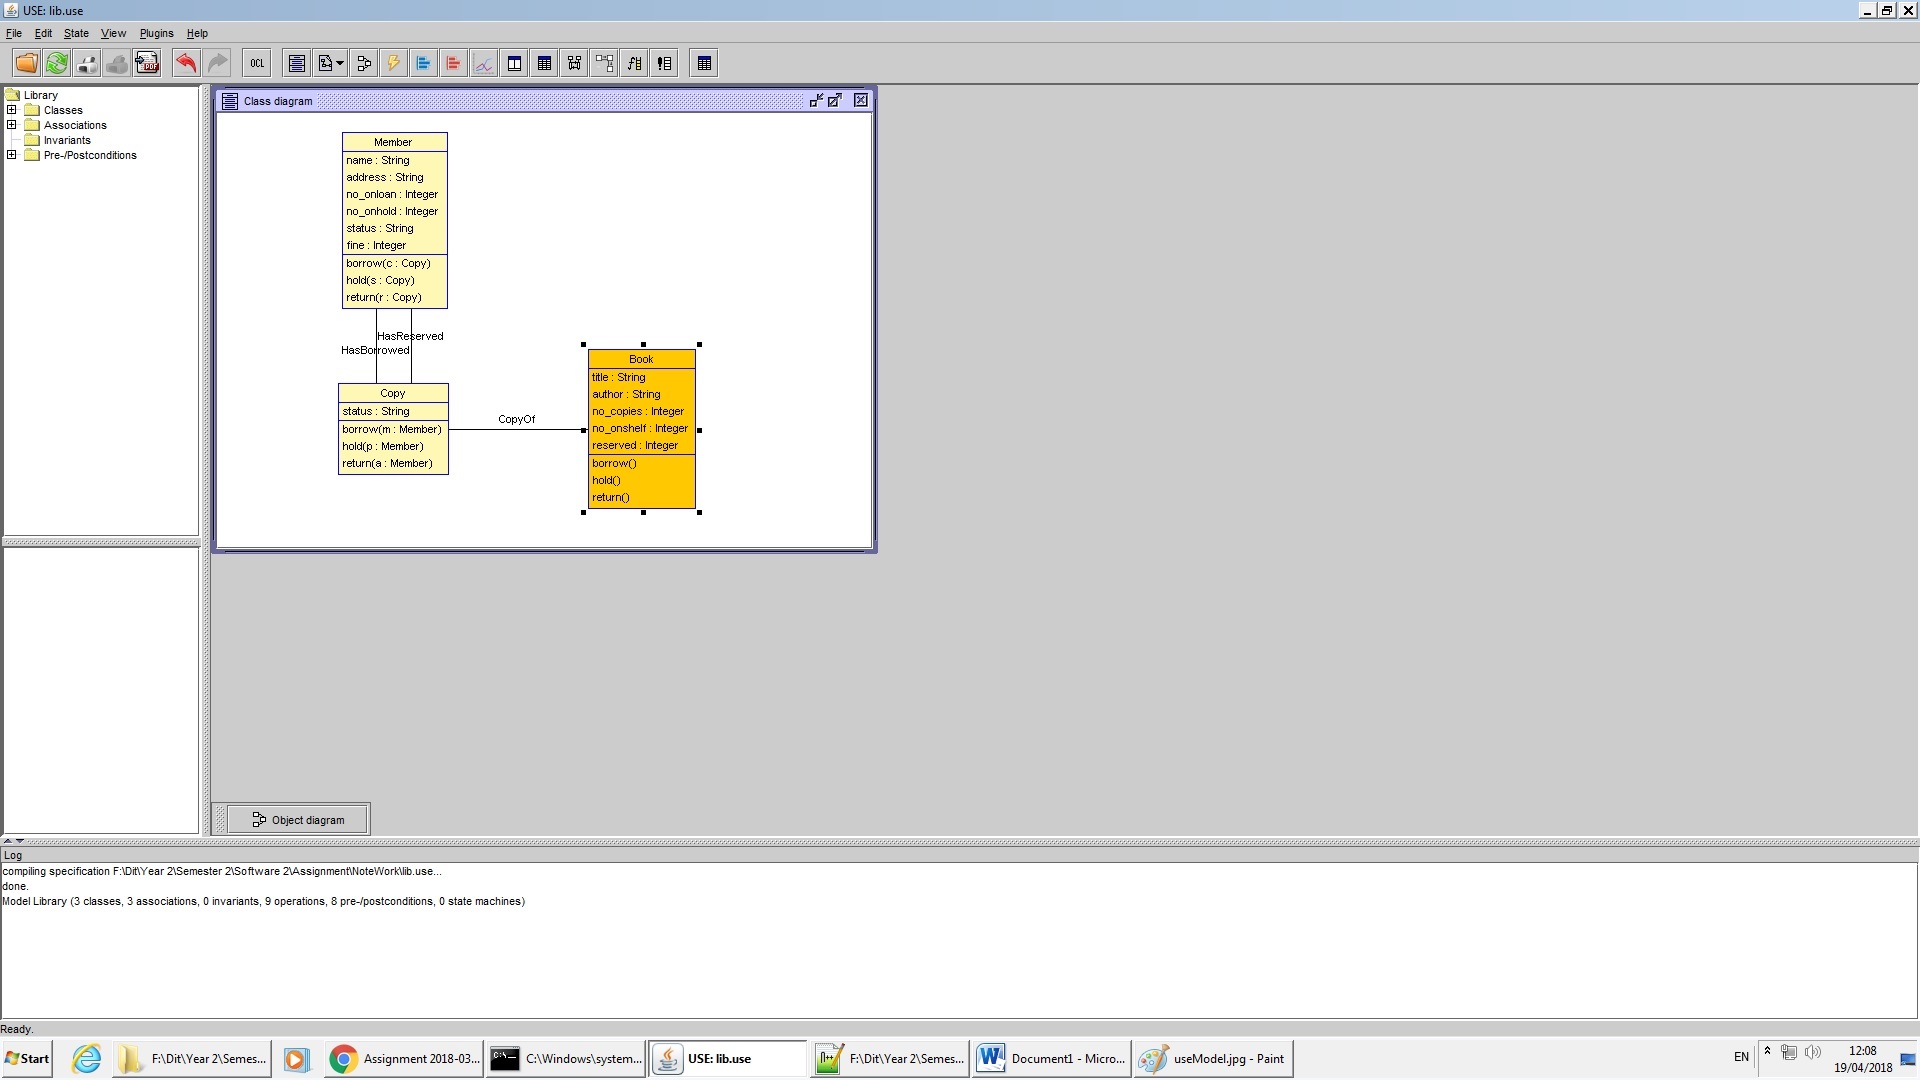 USE: lib.use
File Edit State View Plugins Help
OCL
Library
Classes
Associations
Invariants
Pre-/Postconditions
Class diagram
Member
name : String
address : String
no_onloan : Integer
no_onhold : Integer
status : String
fine : Integer
borrow(c : Copy)
hold(s : Copy)
return(r : Copy)
HasReserved
HasBorrowed
Copy
status : String
borrow(m : Member)
hold(p : Member)
return(a : Member)
CopyOf
Book
title : String
author : String
no_copies : Integer
no_onshelf : Integer
reserved : Integer
borrow()
hold()
return()
Object diagram
Log
compiling specification F:\Dit\Year 2\Semester 2\Software 2\Assignment\NoteWork\lib.use...
done.
Model Library (3 classes, 3 associations, 0 invariants, 9 operations, 8 pre-/postconditions, 0 state machines)
Ready.
Start F:\Dit\Year 2\Semes... Assignment 2018-03... C:\Windows\system... USE: lib.use F:\Dit\Year 2\Semes... Document1 - Micro... useModel.jpg - Paint EN 12:08
19/04/2018